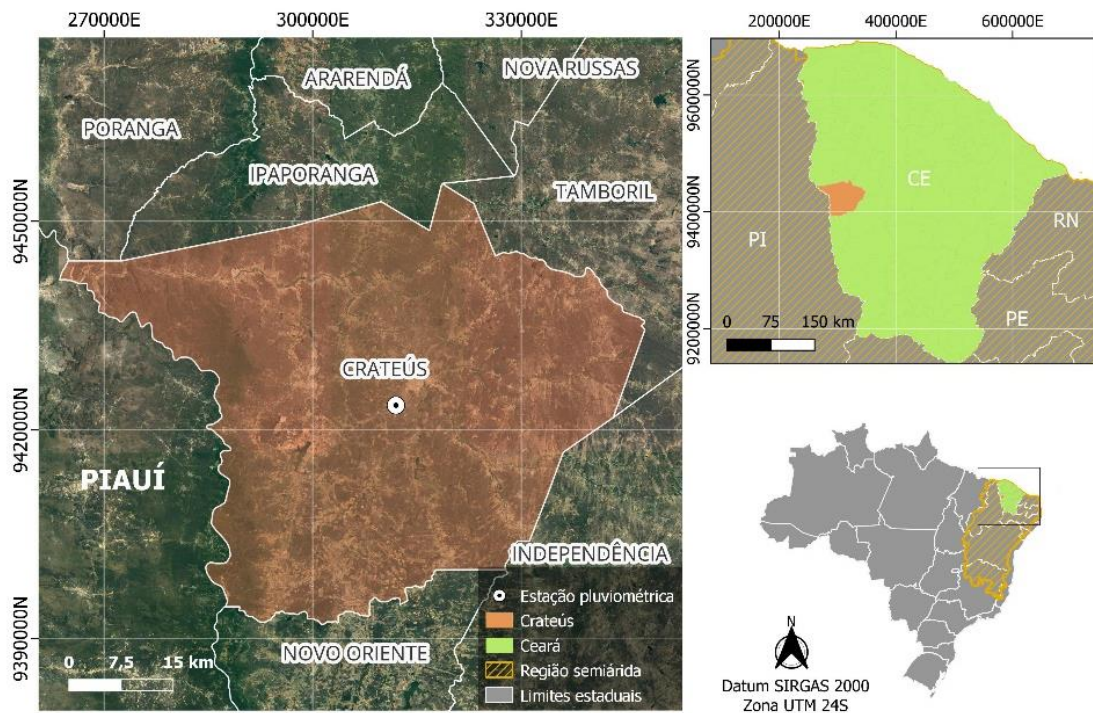 270000E 300000E 330000E
ARARENDÁ
NOVA RUSSAS
PORANGA
IPAPORANGA
TAMBORIL
9450000N
CRATEÚS
9420000N
PIAUÍ
INDEPENDÊNCIA
Estação pluviométrica
Crateús
Ceará
Região semiárida
Limites estaduais
NOVO ORIENTE
9390000N
0 7,5 15 km
200000E 400000E 600000E
9600000N
CE
9400000N
PI
RN
PE
0 75 150 km
9200000N
N
Datum SIRGAS 2000
Zona UTM 24S